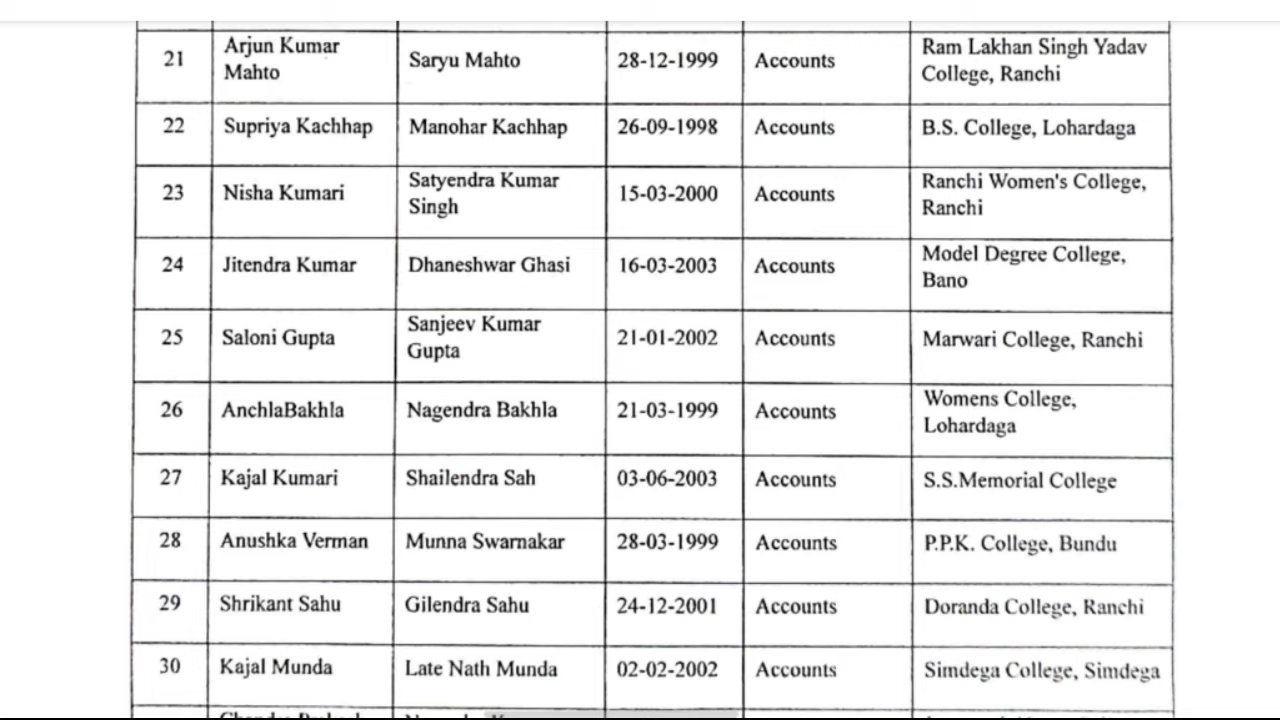 21 Arjun Kumar Mahto Saryu Mahto 28-12-1999 Accounts Ram Lakhan Singh Yadav College, Ranchi
22 Supriya Kachhap Manohar Kachhap 26-09-1998 Accounts B.S. College, Lohardaga
23 Nisha Kumari Satyendra Kumar Singh 15-03-2000 Accounts Ranchi Women's College, Ranchi
24 Jitendra Kumar Dhaneshwar Ghasi 16-03-2003 Accounts Model Degree College, Bano
25 Saloni Gupta Sanjeev Kumar Gupta 21-01-2002 Accounts Marwari College, Ranchi
26 AnchlaBakhla Nagendra Bakhla 21-03-1999 Accounts Womens College, Lohardaga
27 Kajal Kumari Shailendra Sah 03-06-2003 Accounts S.S.Memorial College
28 Anushka Verman Munna Swarnakar 28-03-1999 Accounts P.P.K. College, Bundu
29 Shrikant Sahu Gilendra Sahu 24-12-2001 Accounts Doranda College, Ranchi
30 Kajal Munda Late Nath Munda 02-02-2002 Accounts Simdega College, Simdega